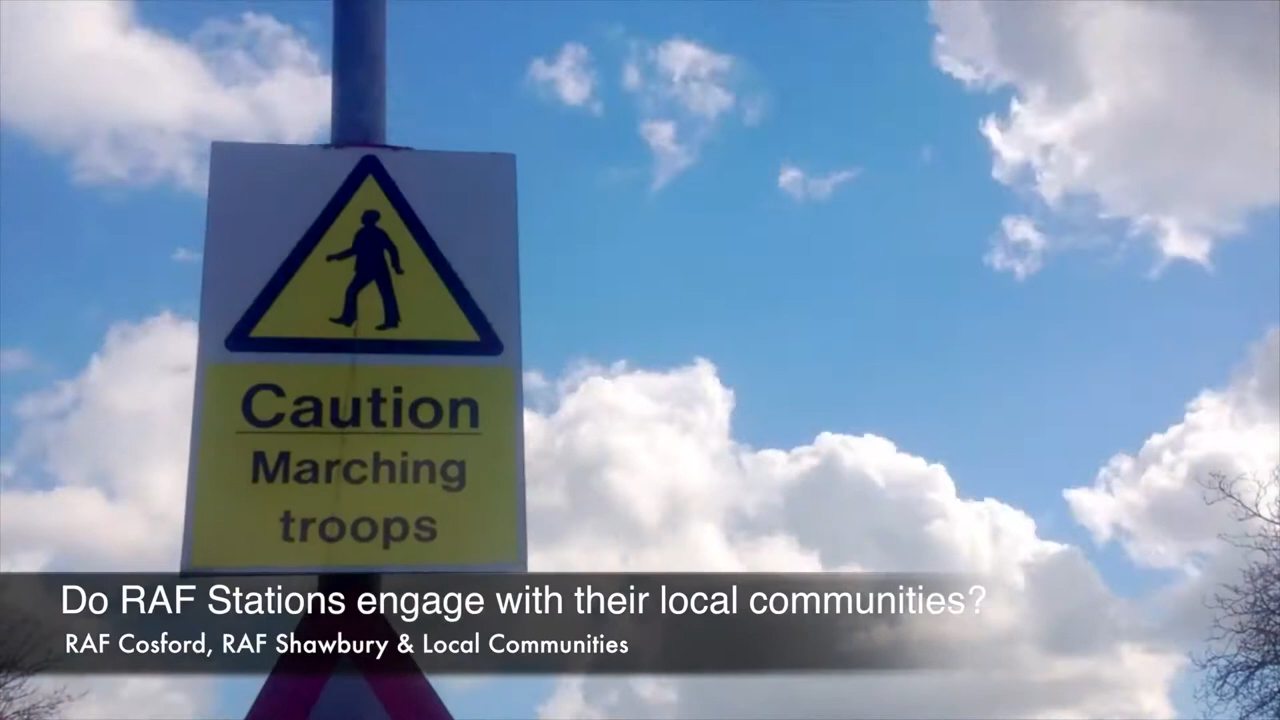 Caution
Marching
troops
Do RAF Stations engage with their local communities?
RAF Cosford, RAF Shawbury & Local Communities